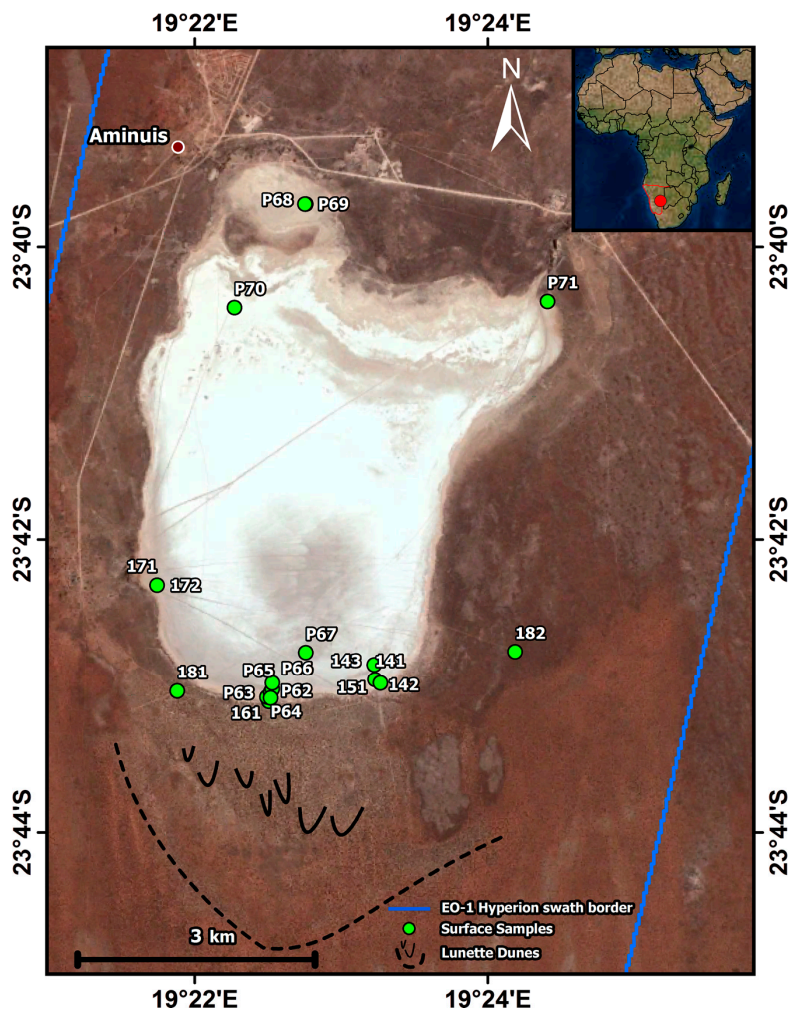 19°22'E 19°24'E
N
Aminuis
P68 P69
23°40'S 23°40'S
P70 P71
23°42'S 23°42'S
171
172
P67 182
143 141
P65 P66
181 151 142
P63 P62
161 P64
23°44'S 23°44'S
EO-1 Hyperion swath border
Surface Samples
3 km
Lunette Dunes
19°22'E 19°24'E